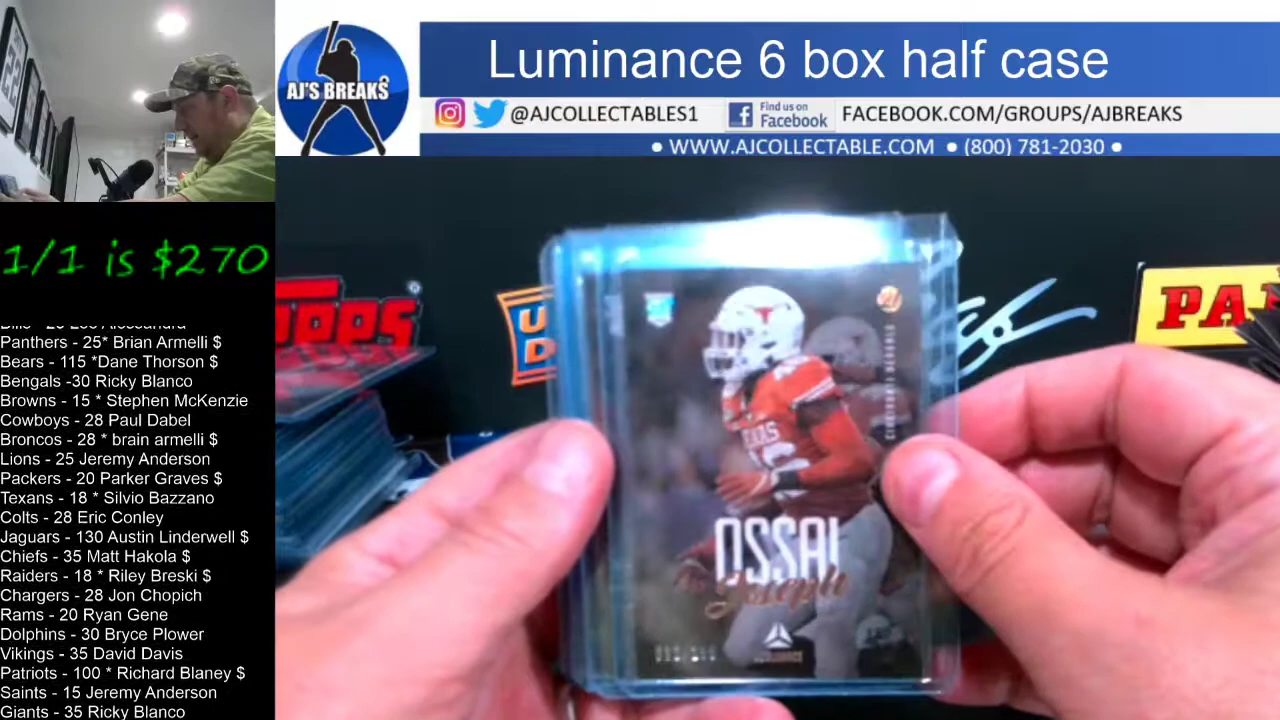 AJ'S BREAKS
Luminance 6 box half case
@AJCOLLECTABLES1
Find us on
Facebook
FACEBOOK.COM/GROUPS/AJBREAKS
• WWW.AJCOLLECTABLE.COM • (800) 781-2030 •
1/1 is $270
Panthers - 25* Brian Armelli $
Bears - 115 *Dane Thorson $
Bengals -30 Ricky Blanco
Browns - 15 * Stephen McKenzie
Cowboys - 28 Paul Dabel
Broncos - 28 * brain armelli $
Lions - 25 Jeremy Anderson
Packers - 20 Parker Graves $
Texans - 18 * Silvio Bazzano
Colts - 28 Eric Conley
Jaguars - 130 Austin Linderwell $
Chiefs - 35 Matt Hakola $
Raiders - 18 * Riley Breski $
Chargers - 28 Jon Chopich
Rams - 20 Ryan Gene
Dolphins - 30 Bryce Plower
Vikings - 35 David Davis
Patriots - 100 * Richard Blaney $
Saints - 15 Jeremy Anderson
Giants - 35 Ricky Blanco
OSSAI
Joseph
LUMINANCE